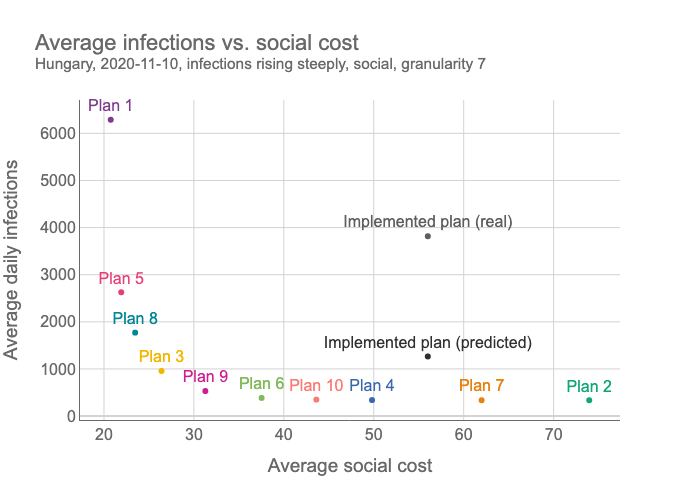 Average infections vs. social cost
Hungary, 2020-11-10, infections rising steeply, social, granularity 7
Average daily infections
6000
5000
4000
3000
2000
1000
0
Plan 1
Implemented plan (real)
Plan 5
Plan 8
Implemented plan (predicted)
Plan 3
Plan 9
Plan 6
Plan 10
Plan 4
Plan 7
Plan 2
20
30
40
50
60
70
Average social cost